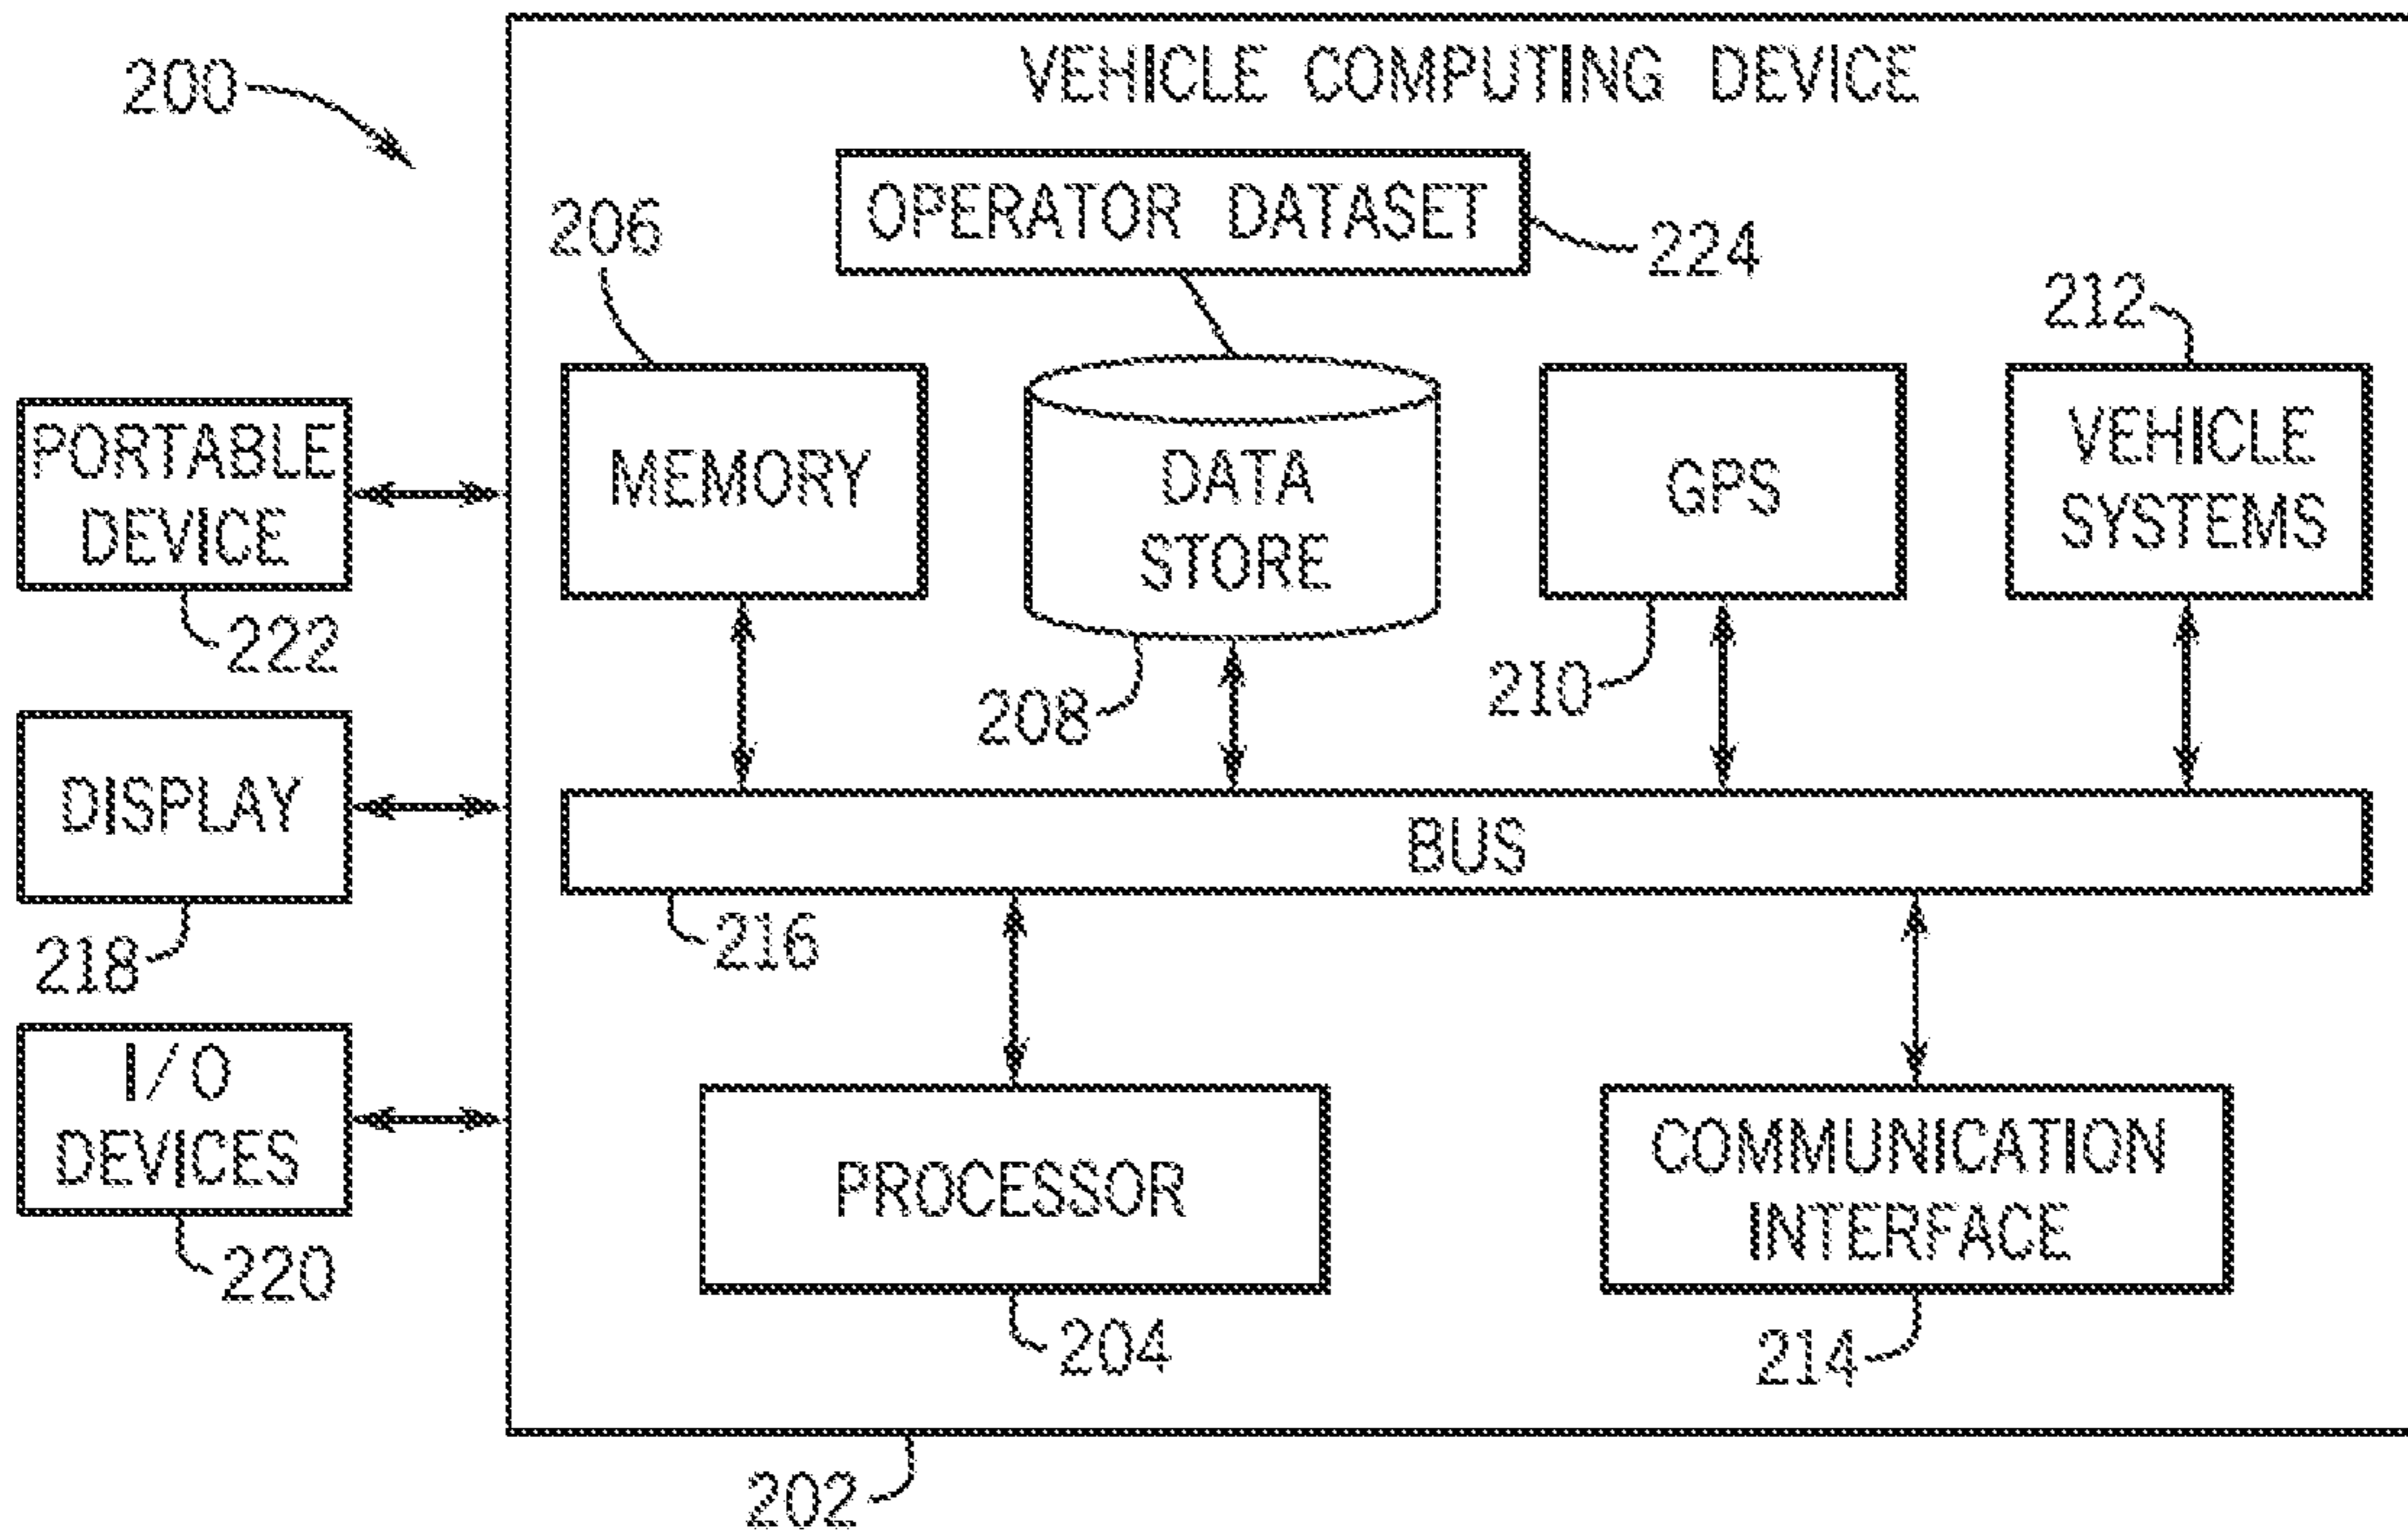 VEHICLE COMPUTING DEVICE
200
OPERATOR DATASET
224
206
212
MEMORY
DATA
STORE
GPS
VEHICLE
SYSTEMS
208
210
PORTABLE
DEVICE
222
DISPLAY
218
I/O
DEVICES
220
BUS
216
PROCESSOR
204
COMMUNICATION
INTERFACE
214
202